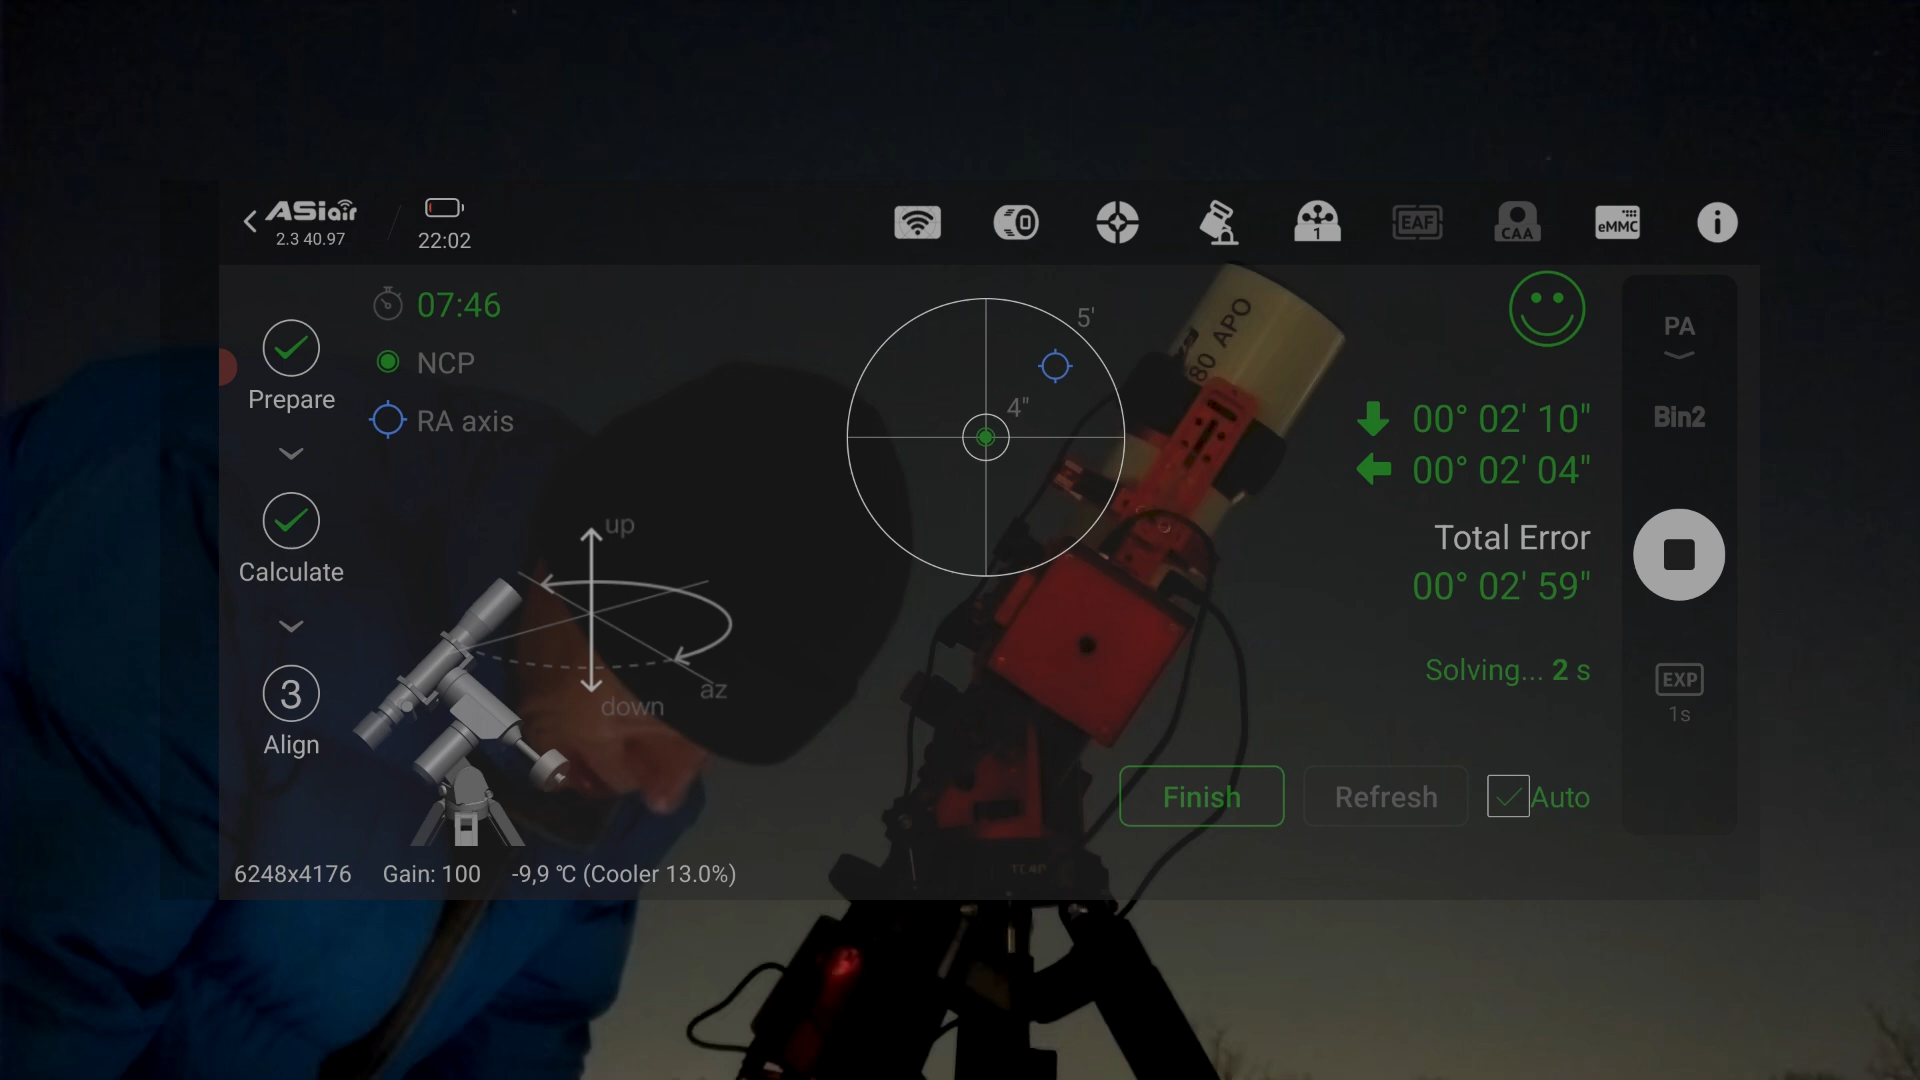 ASiair
2.3 40.97
22:02
1
EAF
CAA
eMMC
i
Prepare
Calculate
3
Align
07:46
NCP
RA axis
up
down
az
5'
4"
80 APO
00° 02' 10"
00° 02' 04"
Total Error
00° 02' 59"
Solving... 2 s
Finish
Refresh
Auto
PA
Bin2
EXP
1s
6248x4176 Gain: 100 -9,9 °C (Cooler 13.0%)